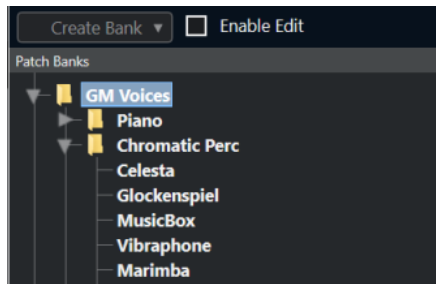 Create Bank Enable Edit
Patch Banks
GM Voices
Piano
Chromatic Perc
Celesta
Glockenspiel
MusicBox
Vibraphone
Marimba